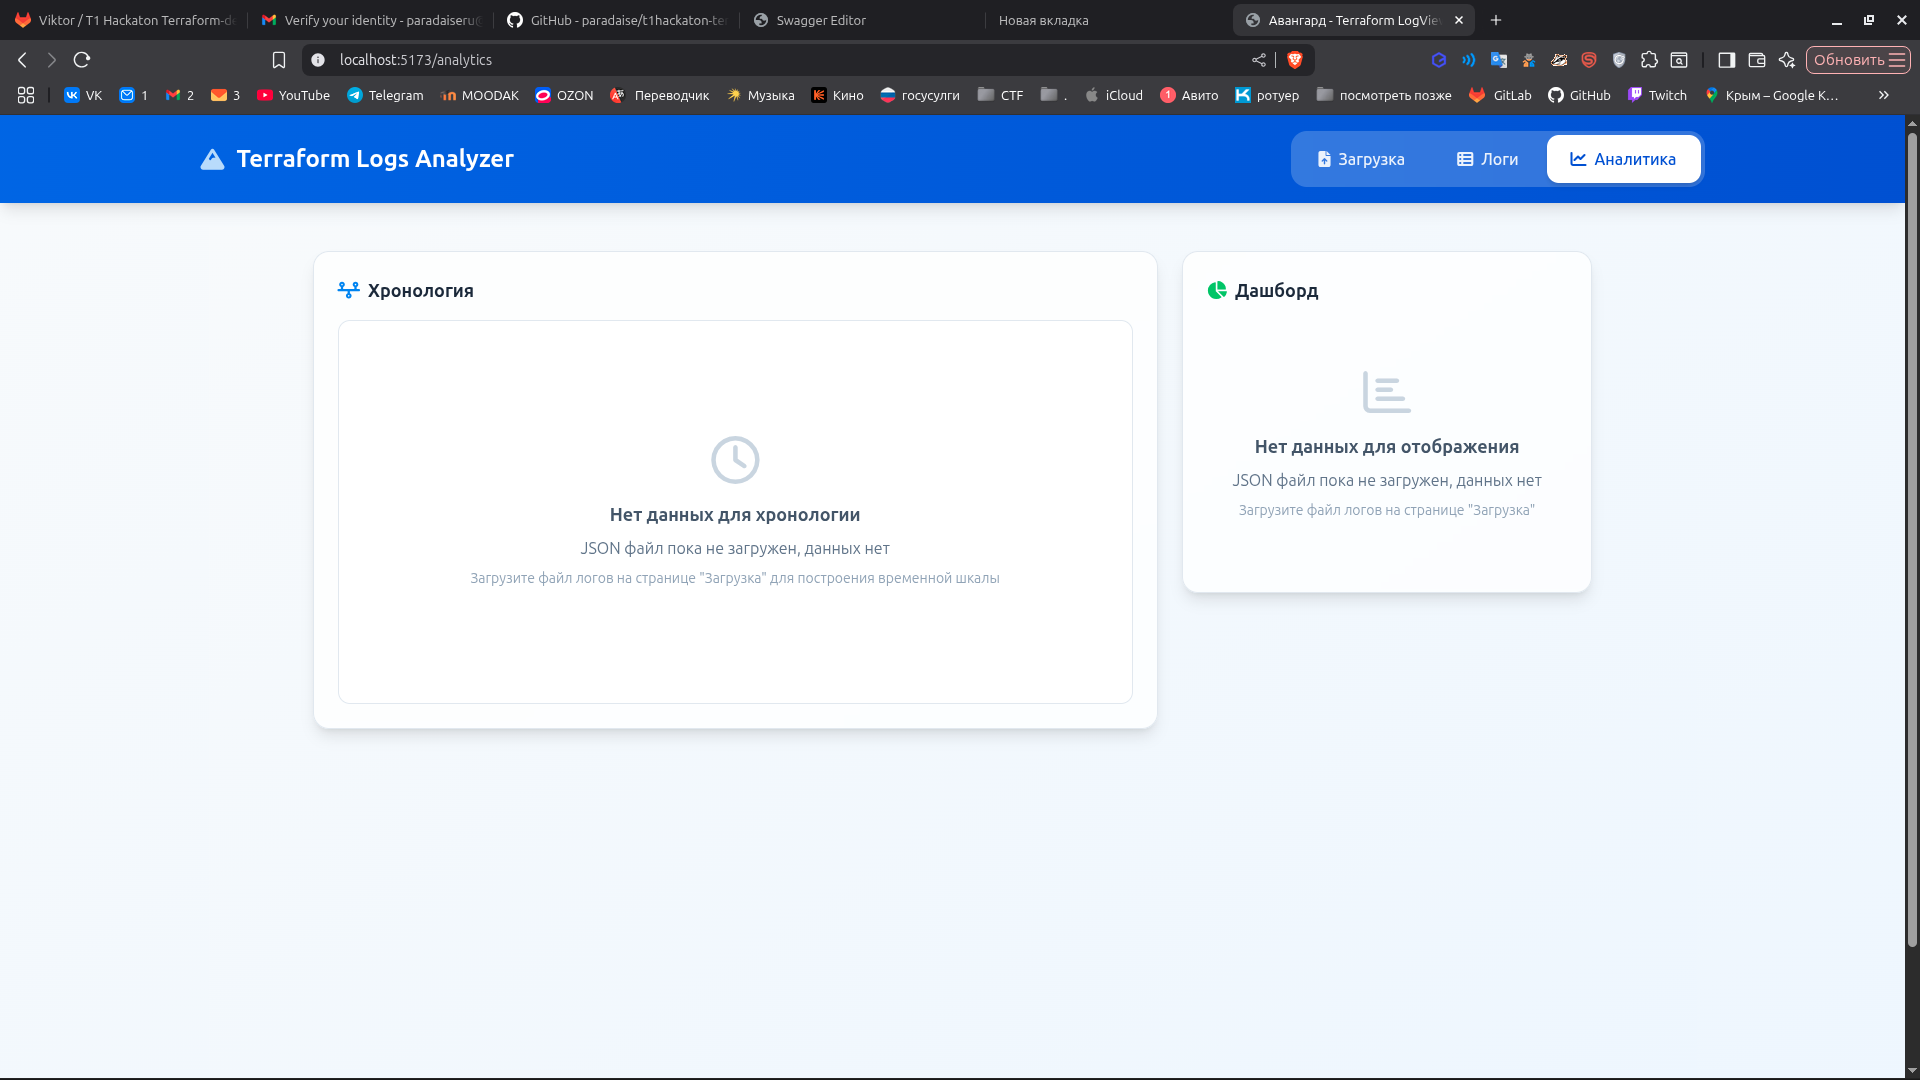 Viktor / T1 Hackaton Terraform-de
Verify your identity - paradaiseru@
GitHub - paradaise/t1hackaton-te
Swagger Editor
Новая вкладка
Авангард - Terraform LogView
localhost:5173/analytics
Обновить
VK
1
2
3
YouTube
Telegram
MOODAK
OZON
Переводчик
Музыка
Кино
госусулги
CTF
.
iCloud
1 Авито
ротуер
посмотреть позже
GitLab
GitHub
Twitch
Крым – Google К...
Terraform Logs Analyzer
Загрузка
Логи
Аналитика
Хронология
Нет данных для хронологии
JSON файл пока не загружен, данных нет
Загрузите файл логов на странице "Загрузка" для построения временной шкалы
Дашборд
Нет данных для отображения
JSON файл пока не загружен, данных нет
Загрузите файл логов на странице "Загрузка"